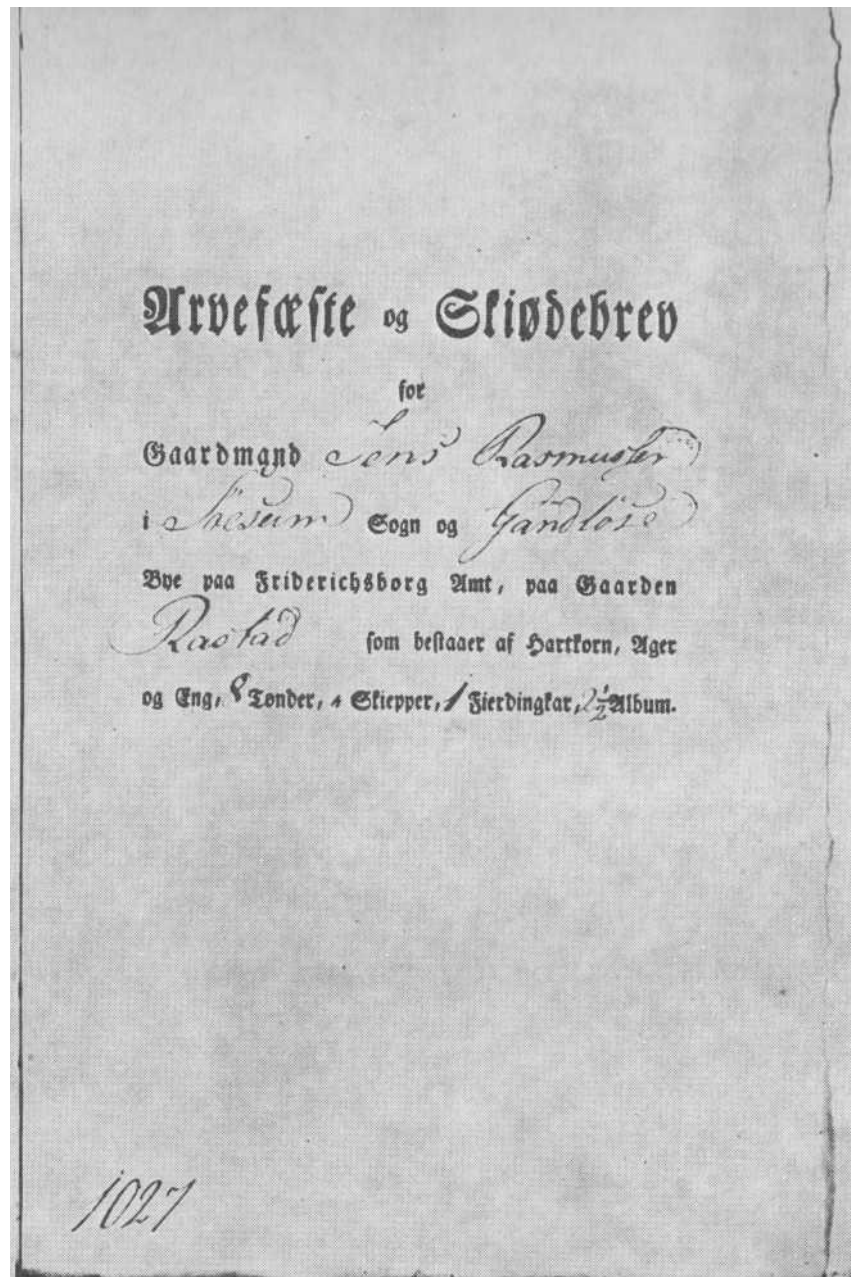 Arvefæste og Skiødebrev
for
Gaardmand Jens Rasmussen
i Sogn og Gandløse
Bye paa Friderichsborg Amt, paa Gaarden
Rastad som bestaaer af Hartkorn, Ager
og Eng, 8 Tønder, 4 Skiepper, 1 Fierdingkar, 2½ Album.
1027